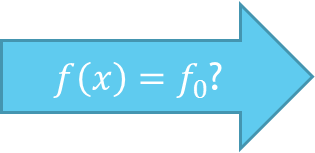 f(x) = f₀?